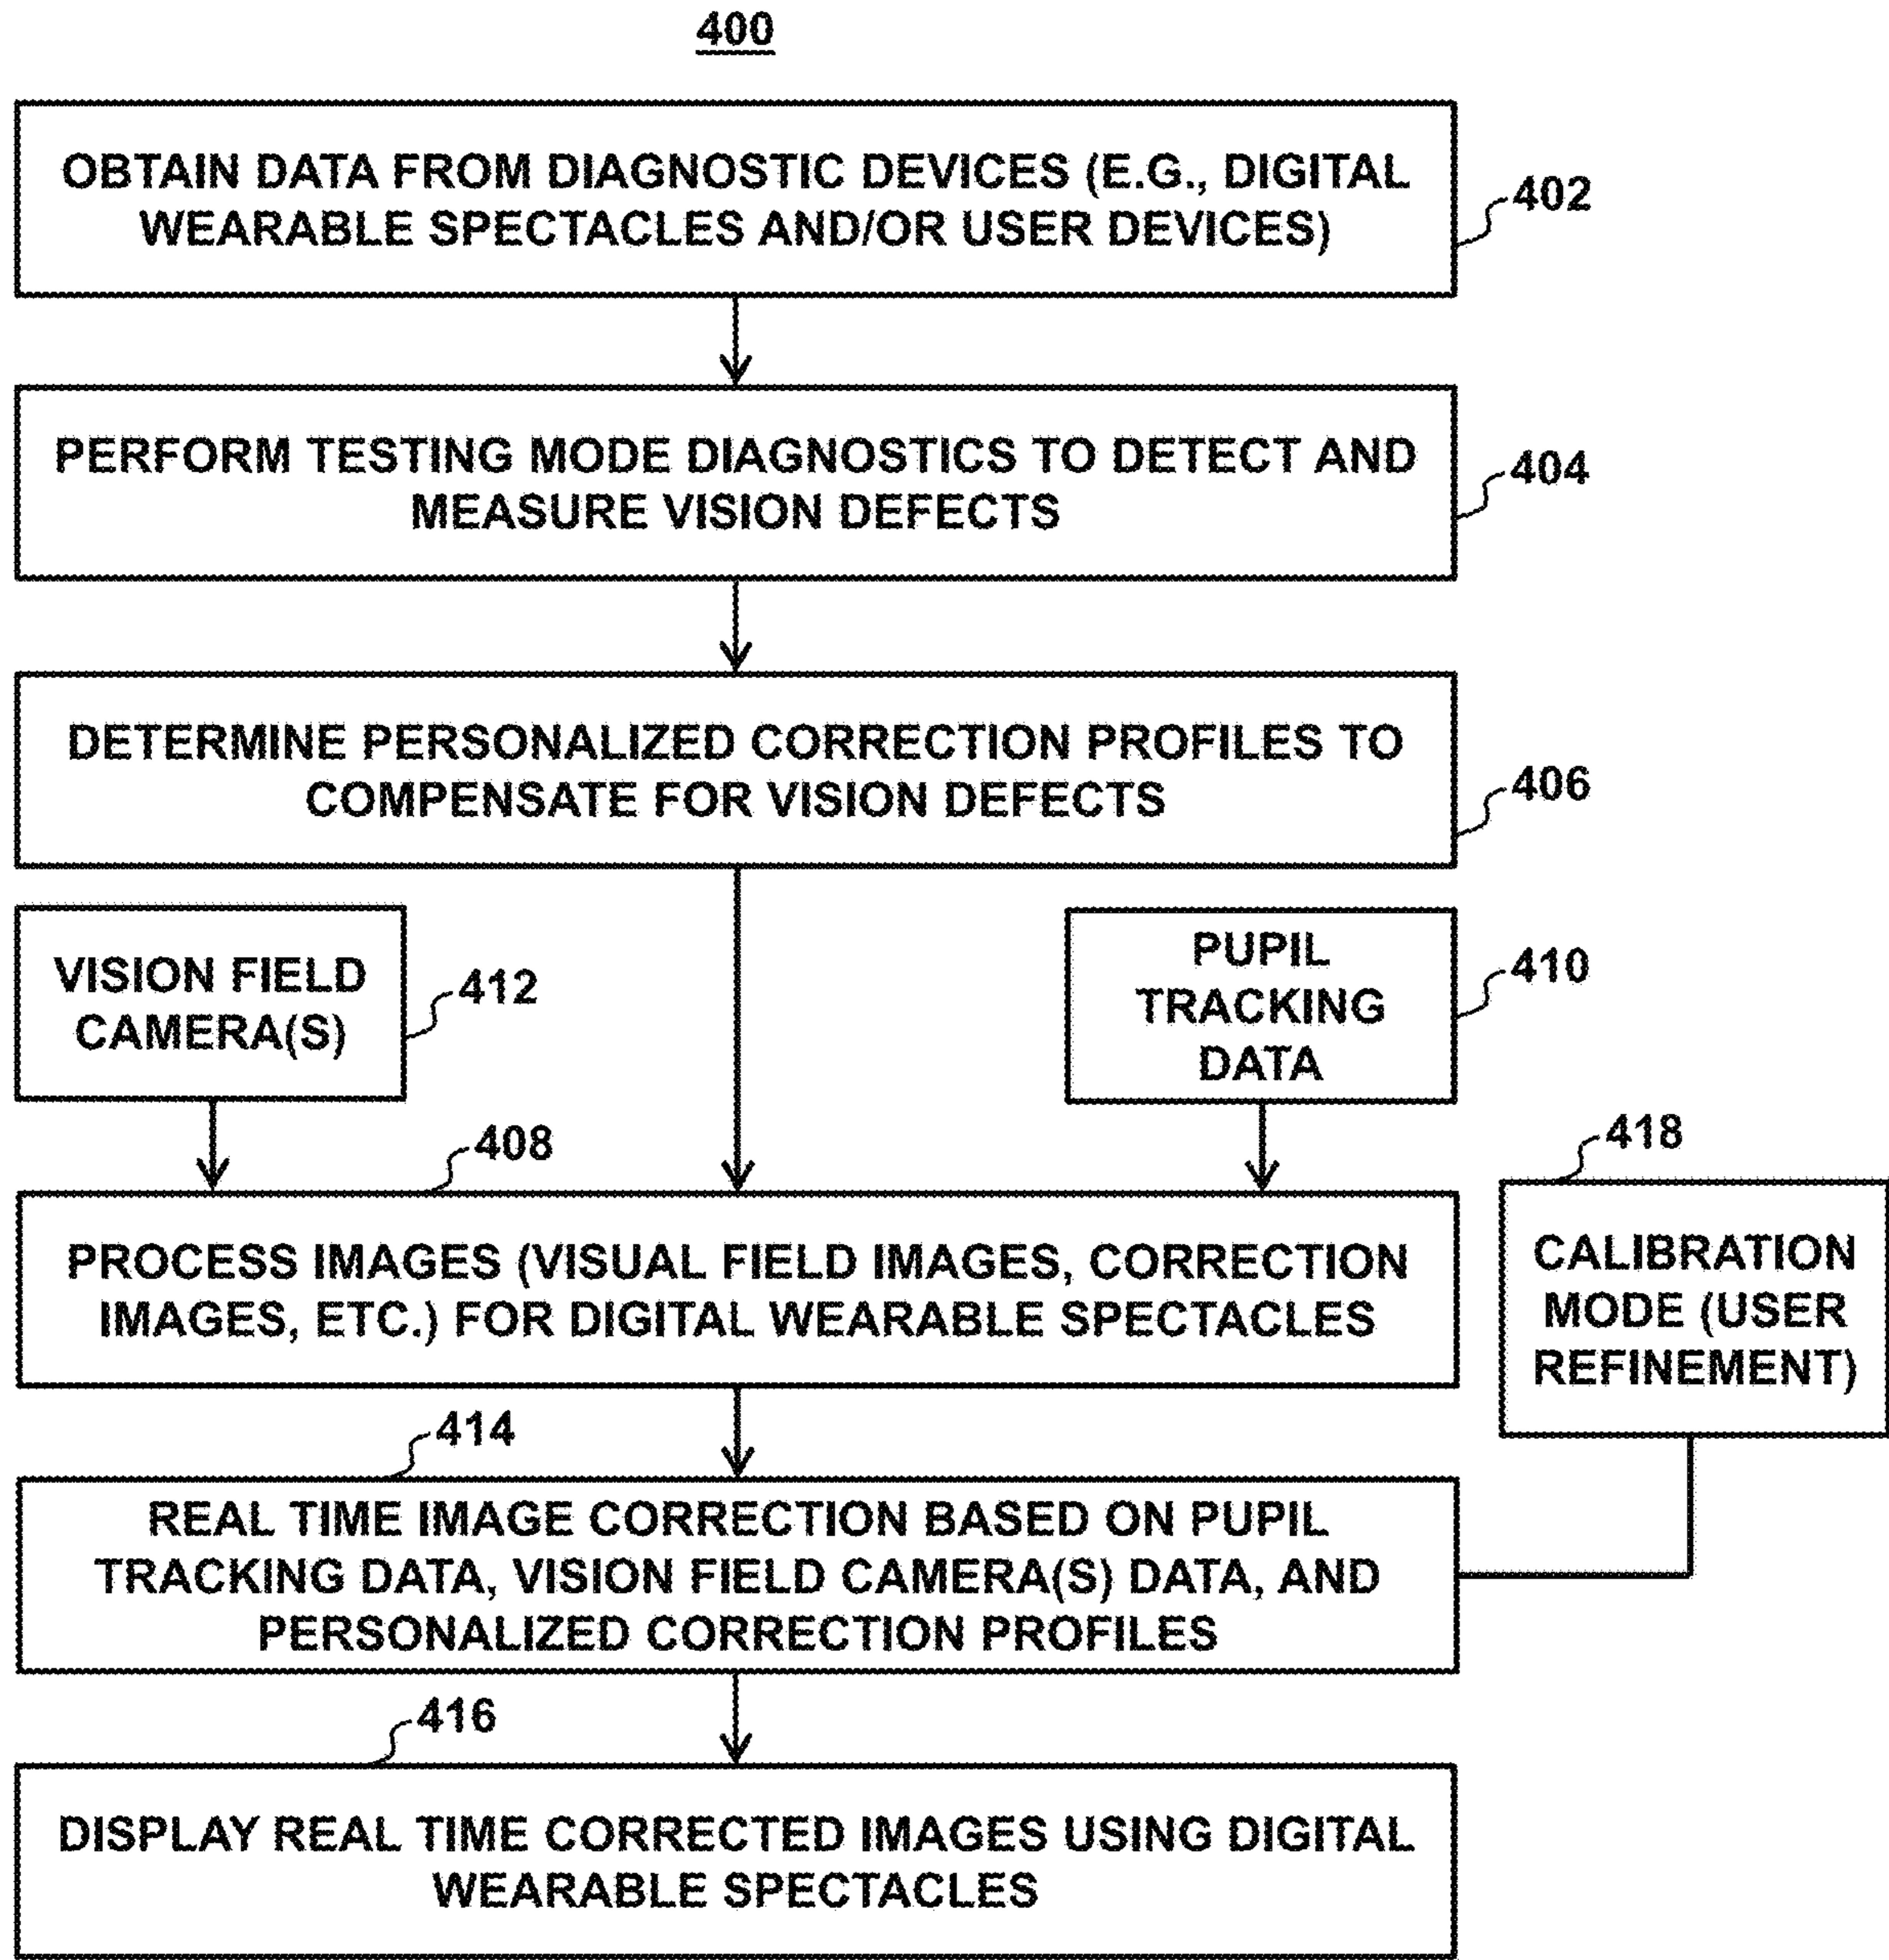 400
OBTAIN DATA FROM DIAGNOSTIC DEVICES (E.G., DIGITAL
WEARABLE SPECTACLES AND/OR USER DEVICES)
402
PERFORM TESTING MODE DIAGNOSTICS TO DETECT AND
MEASURE VISION DEFECTS
404
DETERMINE PERSONALIZED CORRECTION PROFILES TO
COMPENSATE FOR VISION DEFECTS
406
VISION FIELD
CAMERA(S)
412
PUPIL
TRACKING
DATA
410
408
PROCESS IMAGES (VISUAL FIELD IMAGES, CORRECTION
IMAGES, ETC.) FOR DIGITAL WEARABLE SPECTACLES
418
CALIBRATION
MODE (USER
REFINEMENT)
414
REAL TIME IMAGE CORRECTION BASED ON PUPIL
TRACKING DATA, VISION FIELD CAMERA(S) DATA, AND
PERSONALIZED CORRECTION PROFILES
416
DISPLAY REAL TIME CORRECTED IMAGES USING DIGITAL
WEARABLE SPECTACLES